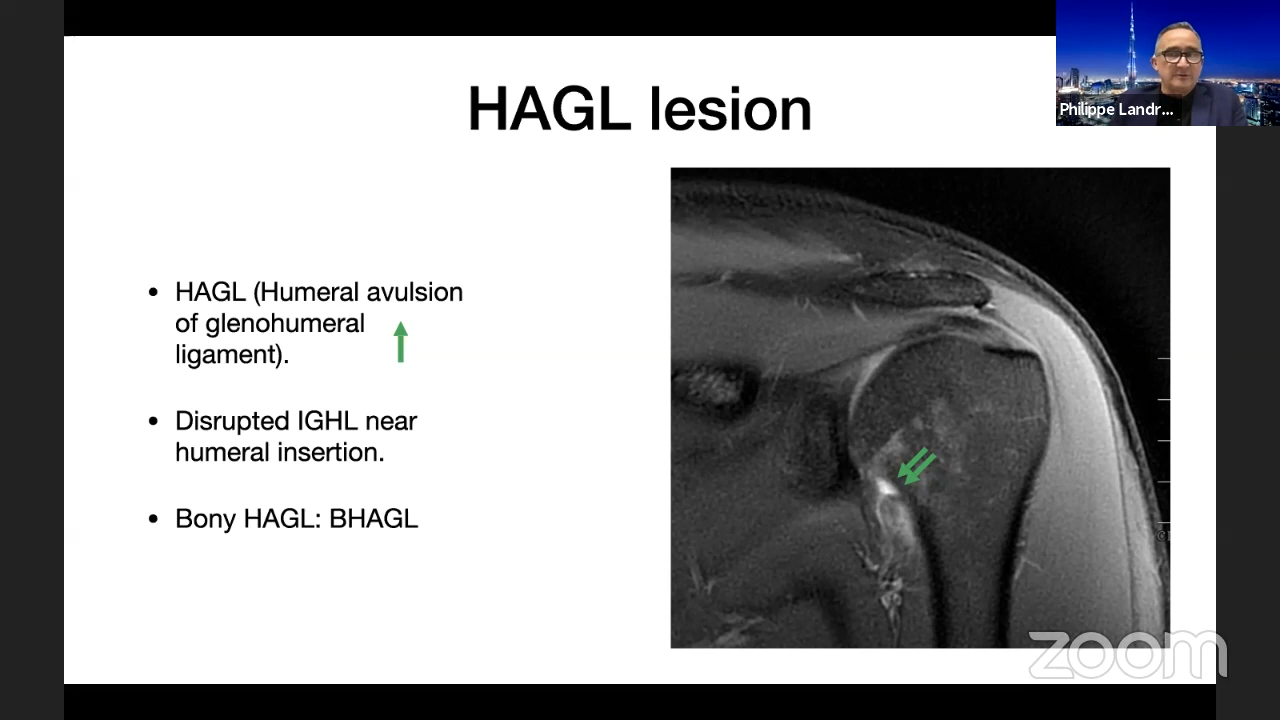 Philippe Landr...
HAGL lesion
• HAGL (Humeral avulsion
of glenohumeral
ligament).
• Disrupted IGHL near
humeral insertion.
• Bony HAGL: BHAGL
zoom